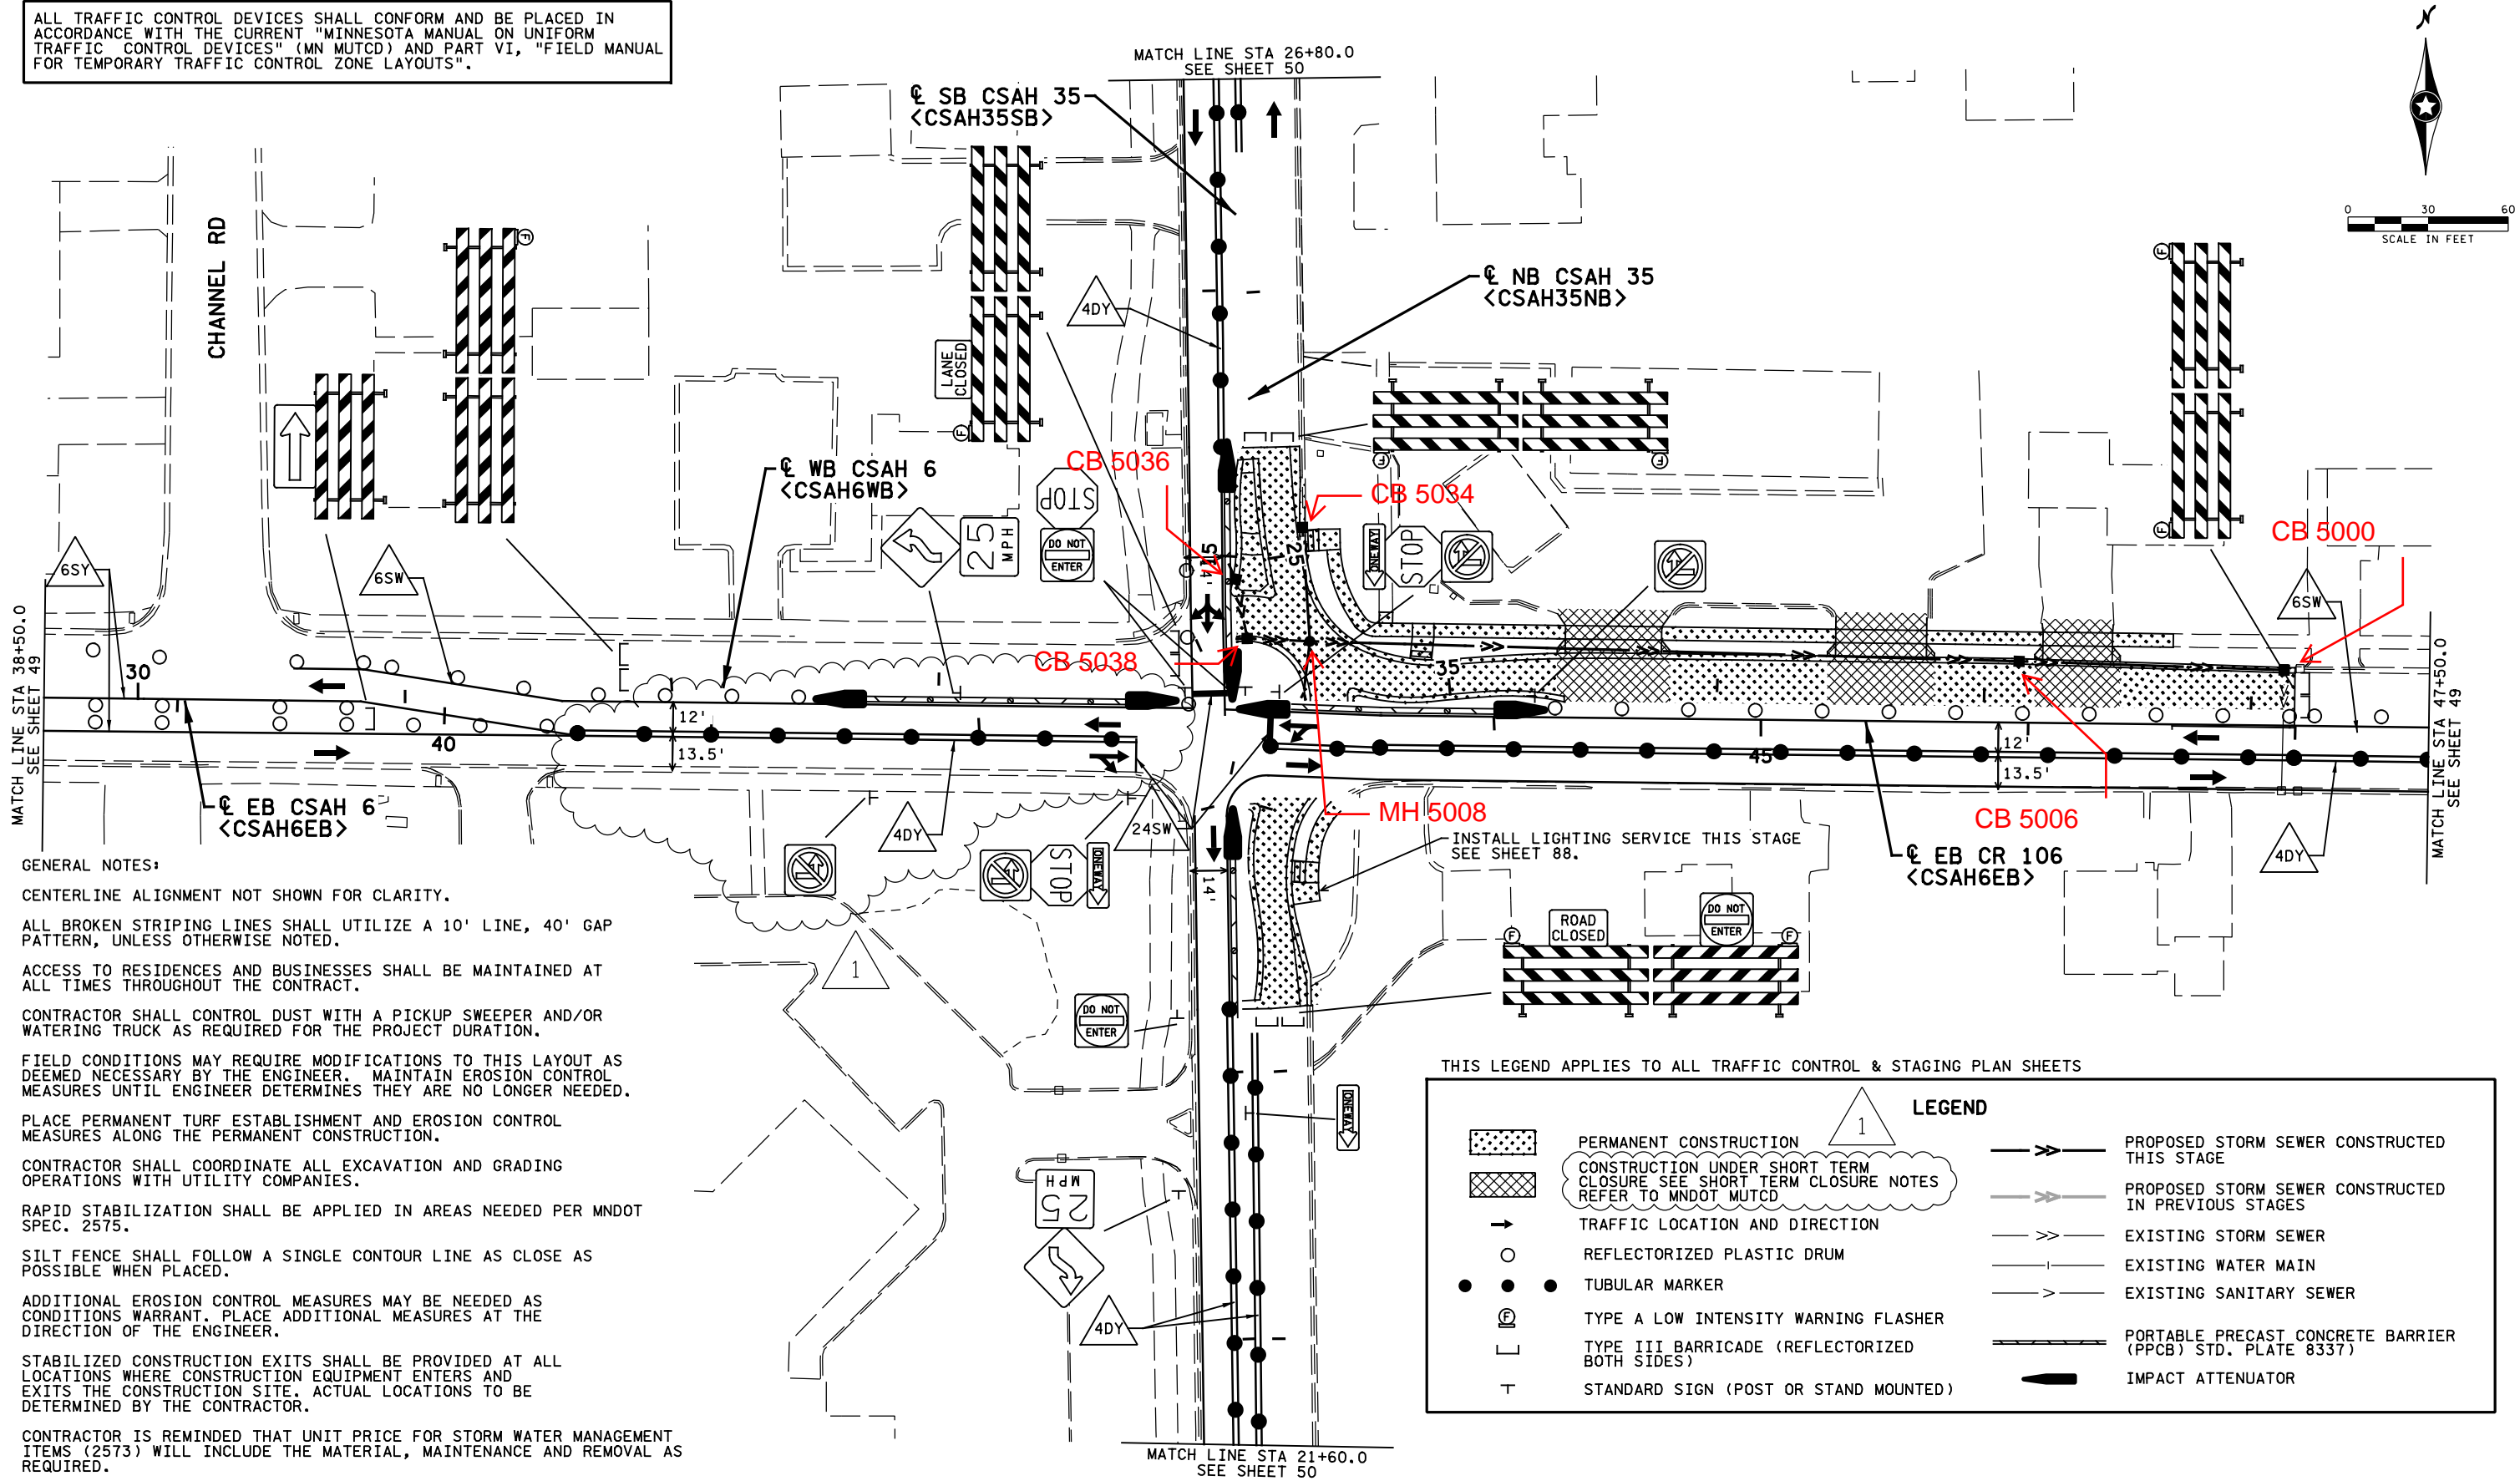 ALL TRAFFIC CONTROL DEVICES SHALL CONFORM AND BE PLACED IN
ACCORDANCE WITH THE CURRENT "MINNESOTA MANUAL ON UNIFORM
TRAFFIC CONTROL DEVICES" (MN MUTCD) AND PART VI, "FIELD MANUAL
FOR TEMPORARY TRAFFIC CONTROL ZONE LAYOUTS".
MATCH LINE STA 26+80.0
SEE SHEET 50
N
0 30 60
SCALE IN FEET
℄ SB CSAH 35
<CSAH35SB>
CHANNEL RD
F
F
℄ NB CSAH 35
<CSAH35NB>
4DY
LANE
CLOSED
F
F
F
F
CB 5036
CB 5034
℄ WB CSAH 6
<CSAH6WB>
STOP
25
MPH
DO NOT
ENTER
ONEWAY
STOP
CB 5000
15
14'
25
6SY
6SW
6SW
MATCH LINE STA 38+50.0
SEE SHEET 49
30
CB 5038
35
12'
13.5'
40
45
12'
13.5'
MATCH LINE STA 47+50.0
SEE SHEET 49
℄ EB CSAH 6
<CSAH6EB>
4DY
24SW
MH 5008
CB 5006
INSTALL LIGHTING SERVICE THIS STAGE
SEE SHEET 88.
℄ EB CR 106
<CSAH6EB>
4DY
STOP
ONEWAY
14'
1
ROAD
CLOSED
DO NOT
ENTER
F
F
DO NOT
ENTER
ONEWAY
25
MPH
4DY
MATCH LINE STA 21+60.0
SEE SHEET 50
GENERAL NOTES:
CENTERLINE ALIGNMENT NOT SHOWN FOR CLARITY.
ALL BROKEN STRIPING LINES SHALL UTILIZE A 10' LINE, 40' GAP
PATTERN, UNLESS OTHERWISE NOTED.
ACCESS TO RESIDENCES AND BUSINESSES SHALL BE MAINTAINED AT
ALL TIMES THROUGHOUT THE CONTRACT.
CONTRACTOR SHALL CONTROL DUST WITH A PICKUP SWEEPER AND/OR
WATERING TRUCK AS REQUIRED FOR THE PROJECT DURATION.
FIELD CONDITIONS MAY REQUIRE MODIFICATIONS TO THIS LAYOUT AS
DEEMED NECESSARY BY THE ENGINEER. MAINTAIN EROSION CONTROL
MEASURES UNTIL ENGINEER DETERMINES THEY ARE NO LONGER NEEDED.
PLACE PERMANENT TURF ESTABLISHMENT AND EROSION CONTROL
MEASURES ALONG THE PERMANENT CONSTRUCTION.
CONTRACTOR SHALL COORDINATE ALL EXCAVATION AND GRADING
OPERATIONS WITH UTILITY COMPANIES.
RAPID STABILIZATION SHALL BE APPLIED IN AREAS NEEDED PER MNDOT
SPEC. 2575.
SILT FENCE SHALL FOLLOW A SINGLE CONTOUR LINE AS CLOSE AS
POSSIBLE WHEN PLACED.
ADDITIONAL EROSION CONTROL MEASURES MAY BE NEEDED AS
CONDITIONS WARRANT. PLACE ADDITIONAL MEASURES AT THE
DIRECTION OF THE ENGINEER.
STABILIZED CONSTRUCTION EXITS SHALL BE PROVIDED AT ALL
LOCATIONS WHERE CONSTRUCTION EQUIPMENT ENTERS AND
EXITS THE CONSTRUCTION SITE. ACTUAL LOCATIONS TO BE
DETERMINED BY THE CONTRACTOR.
CONTRACTOR IS REMINDED THAT UNIT PRICE FOR STORM WATER MANAGEMENT
ITEMS (2573) WILL INCLUDE THE MATERIAL, MAINTENANCE AND REMOVAL AS
REQUIRED.
THIS LEGEND APPLIES TO ALL TRAFFIC CONTROL & STAGING PLAN SHEETS
LEGEND
1
PERMANENT CONSTRUCTION
CONSTRUCTION UNDER SHORT TERM
CLOSURE SEE SHORT TERM CLOSURE NOTES
REFER TO MNDOT MUTCD
TRAFFIC LOCATION AND DIRECTION
REFLECTORIZED PLASTIC DRUM
TUBULAR MARKER
F
TYPE A LOW INTENSITY WARNING FLASHER
TYPE III BARRICADE (REFLECTORIZED
BOTH SIDES)
STANDARD SIGN (POST OR STAND MOUNTED)
PROPOSED STORM SEWER CONSTRUCTED
THIS STAGE
PROPOSED STORM SEWER CONSTRUCTED
IN PREVIOUS STAGES
EXISTING STORM SEWER
EXISTING WATER MAIN
EXISTING SANITARY SEWER
PORTABLE PRECAST CONCRETE BARRIER
(PPCB) STD. PLATE 8337)
IMPACT ATTENUATOR